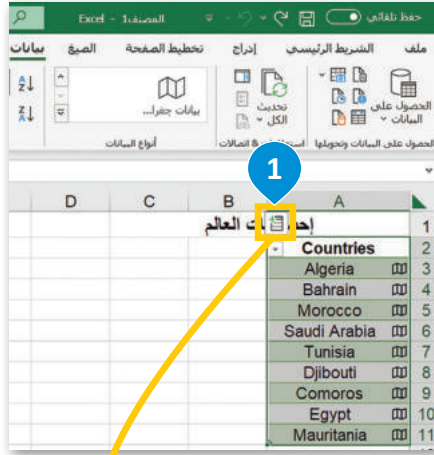 حفظ تلقائي المصنف1 - Excel
ملف الشريط الرئيسي إدراج تخطيط الصفحة الصيغ بيانات
الحصول على البيانات
تحديث الكل
بيانات جغرا...
الحصول على البيانات وتحويلها
أنواع البيانات
1
A B C D
1
2 Countries
3 Algeria
4 Bahrain
5 Morocco
6 Saudi Arabia
7 Tunisia
8 Djibouti
9 Comoros
10 Egypt
11 Mauritania